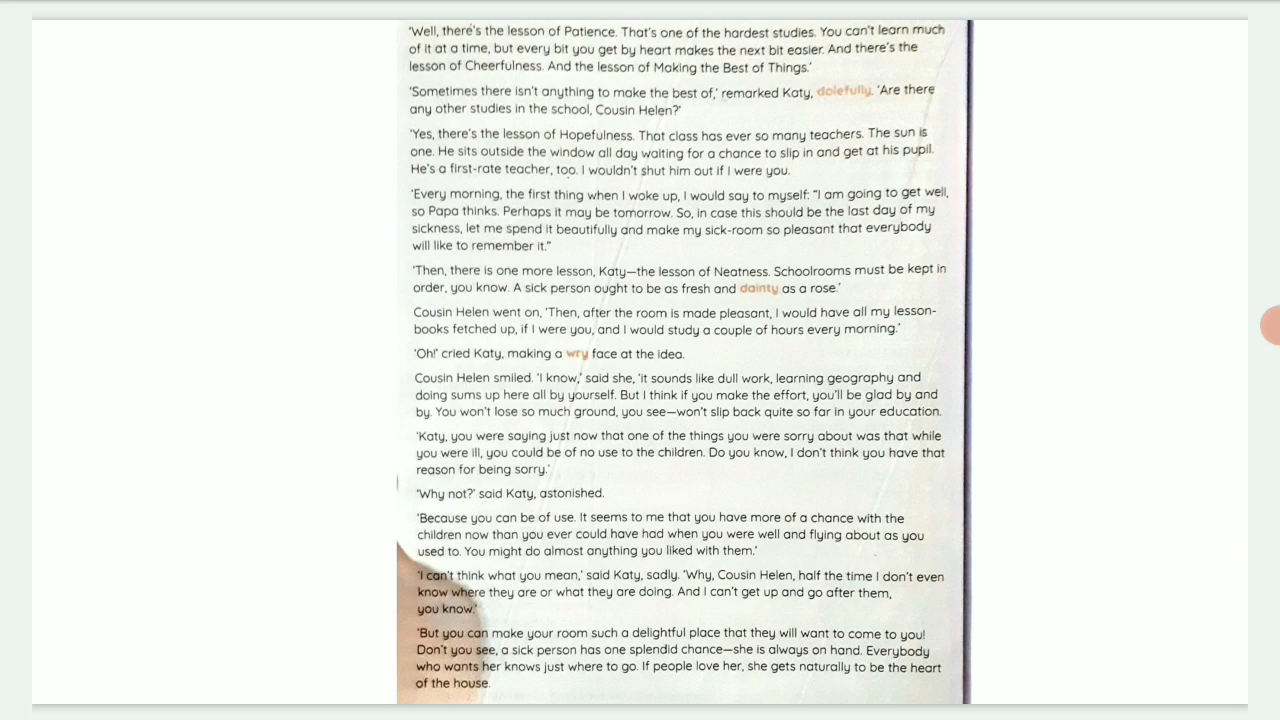 'Well, there's the lesson of Patience. That's one of the hardest studies. You can't learn much
of it at a time, but every bit you get by heart makes the next bit easier. And there's the
lesson of Cheerfulness. And the lesson of Making the Best of Things.'
'Sometimes there isn't anything to make the best of,' remarked Katy, dolefully. 'Are there
any other studies in the school, Cousin Helen?'
'Yes, there's the lesson of Hopefulness. That class has ever so many teachers. The sun is
one. He sits outside the window all day waiting for a chance to slip in and get at his pupil.
He's a first-rate teacher, too. I wouldn't shut him out if I were you.
'Every morning, the first thing when I woke up, I would say to myself: "I am going to get well,
so Papa thinks. Perhaps it may be tomorrow. So, in case this should be the last day of my
sickness, let me spend it beautifully and make my sick-room so pleasant that everybody
will like to remember it."
'Then, there is one more lesson, Katy—the lesson of Neatness. Schoolrooms must be kept in
order, you know. A sick person ought to be as fresh and dainty as a rose.'
Cousin Helen went on, 'Then, after the room is made pleasant, I would have all my lesson-
books fetched up, if I were you, and I would study a couple of hours every morning.'
'Oh!' cried Katy, making a wry face at the idea.
Cousin Helen smiled. 'I know,' said she, 'it sounds like dull work, learning geography and
doing sums up here all by yourself. But I think if you make the effort, you'll be glad by and
by. You won't lose so much ground, you see—won't slip back quite so far in your education.
'Katy, you were saying just now that one of the things you were sorry about was that while
you were ill, you could be of no use to the children. Do you know, I don't think you have that
reason for being sorry.'
'Why not?' said Katy, astonished.
'Because you can be of use. It seems to me that you have more of a chance with the
children now than you ever could have had when you were well and flying about as you
used to. You might do almost anything you liked with them.'
'I can't think what you mean,' said Katy, sadly. 'Why, Cousin Helen, half the time I don't even
know where they are or what they are doing. And I can't get up and go after them,
you know.'
'But you can make your room such a delightful place that they will want to come to you!
Don't you see, a sick person has one splendid chance—she is always on hand. Everybody
who wants her knows just where to go. If people love her, she gets naturally to be the heart
of the house.